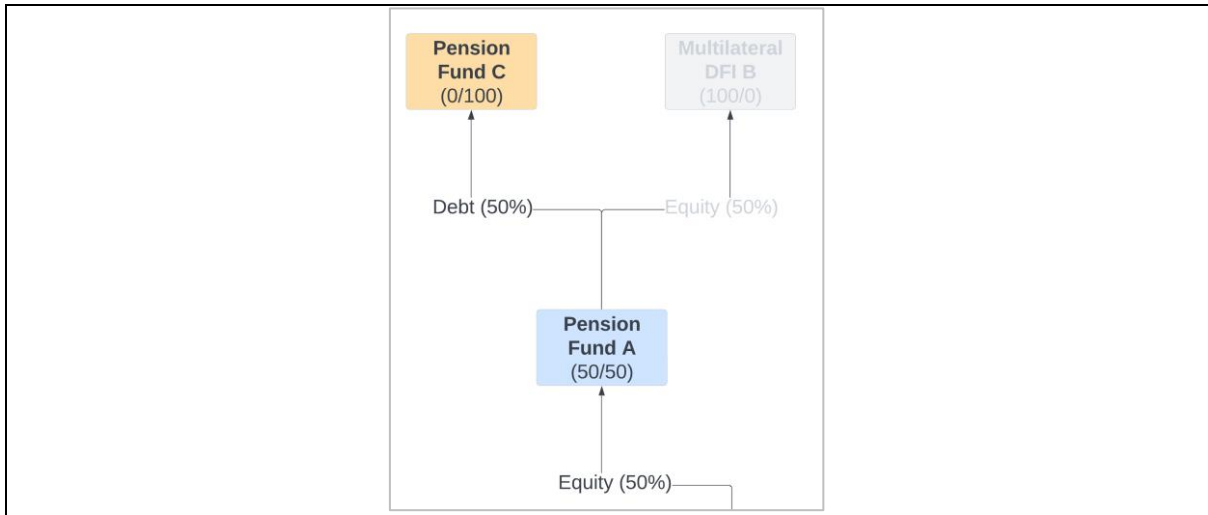 Pension
Fund C
(0/100)
Multilateral
DFI B
(100/0)
Debt (50%)
Equity (50%)
Pension
Fund A
(50/50)
Equity (50%)